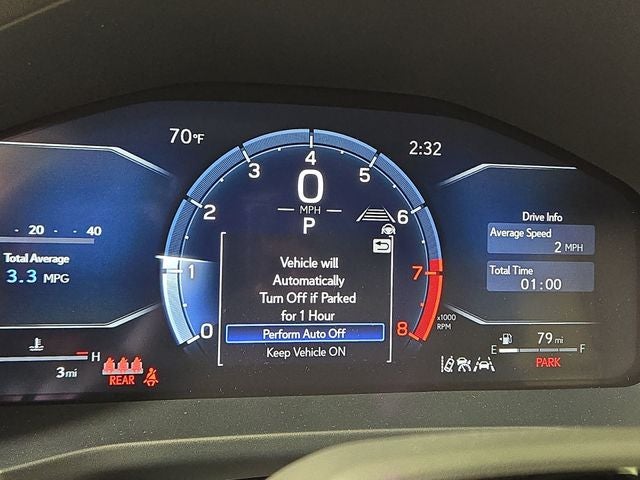 70°F
2:32
4
3
5
0
MPH
2
6
P
20 40
Total Average
3.3 MPG
Drive Info
Average Speed
2 MPH
Total Time
01:00
Vehicle will
Automatically
Turn Off if Parked
for 1 Hour
Perform Auto Off
Keep Vehicle ON
1
7
0
8
x1000
RPM
H
3 mi
REAR
79 mi
E F
PARK